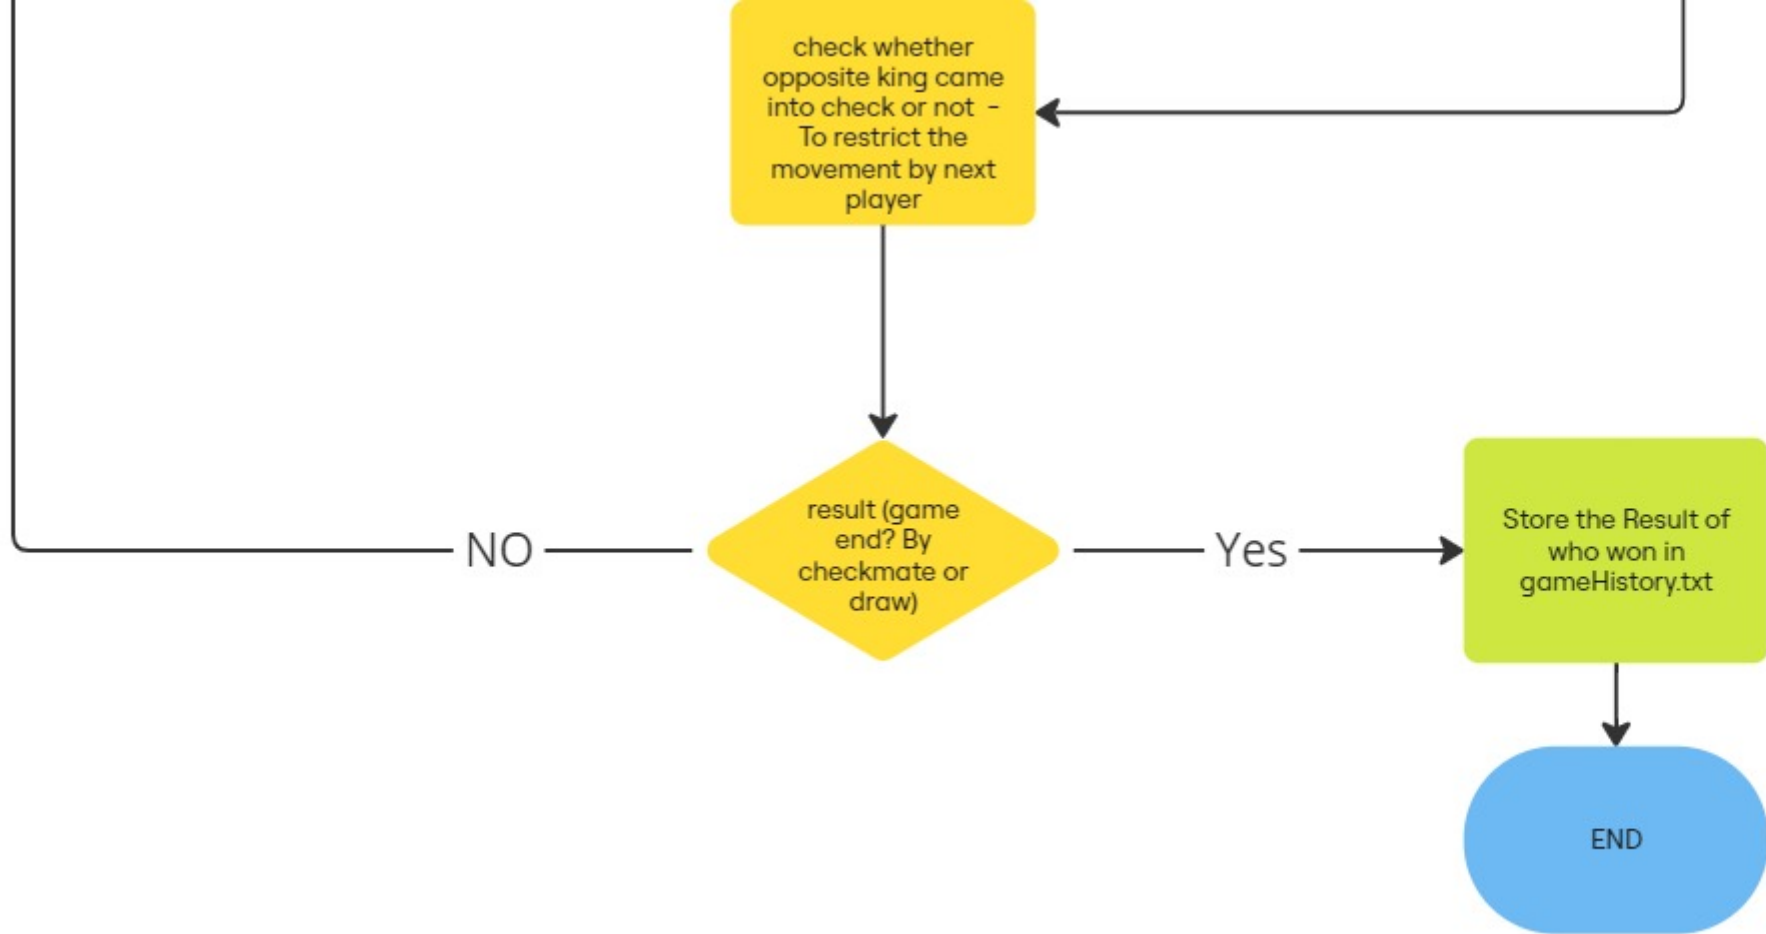 check whether
opposite king came
into check or not -
To restrict the
movement by next
player
result (game
end? By
checkmate or
draw)
NO
Yes
Store the Result of
who won in
gameHistory.txt
END